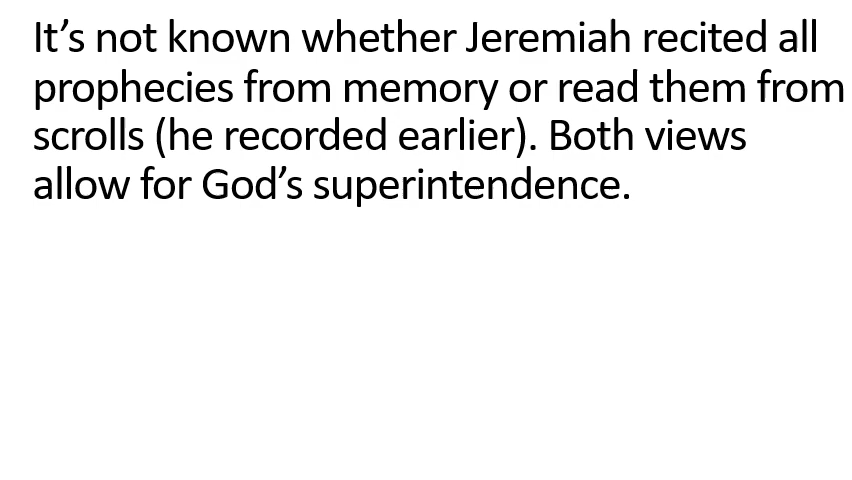 It’s not known whether Jeremiah recited all
prophecies from memory or read them from
scrolls (he recorded earlier). Both views
allow for God’s superintendence.